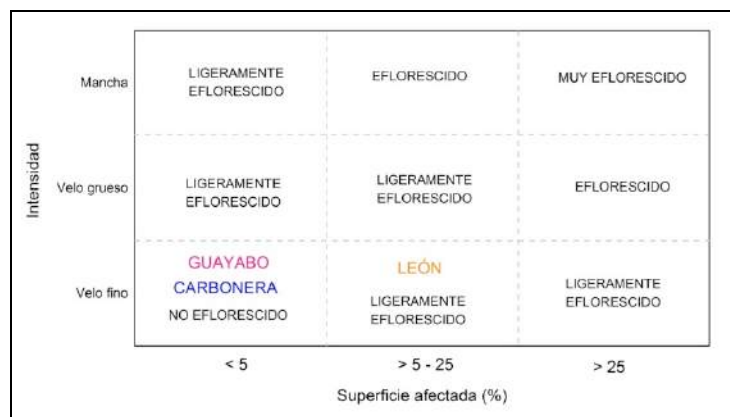 Intensidad
Mancha
LIGERAMENTE
EFLORESCIDO
EFLORESCIDO
MUY EFLORESCIDO
Velo grueso
LIGERAMENTE
EFLORESCIDO
LIGERAMENTE
EFLORESCIDO
EFLORESCIDO
Velo fino
GUAYABO
CARBONERA
NO EFLORESCIDO
LEÓN
LIGERAMENTE
EFLORESCIDO
LIGERAMENTE
EFLORESCIDO
< 5
> 5 - 25
> 25
Superficie afectada (%)